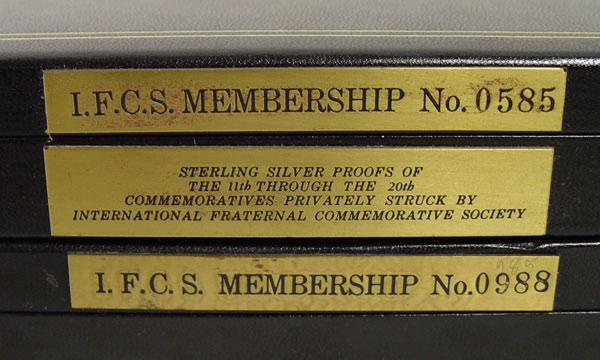 I.F.C.S. MEMBERSHIP No. 0585
STERLING SILVER PROOFS OF
THE 11th THROUGH THE 20th
COMMEMORATIVES PRIVATELY STRUCK BY
INTERNATIONAL FRATERNAL COMMEMORATIVE SOCIETY
I. F. C. S. MEMBERSHIP No. 0988